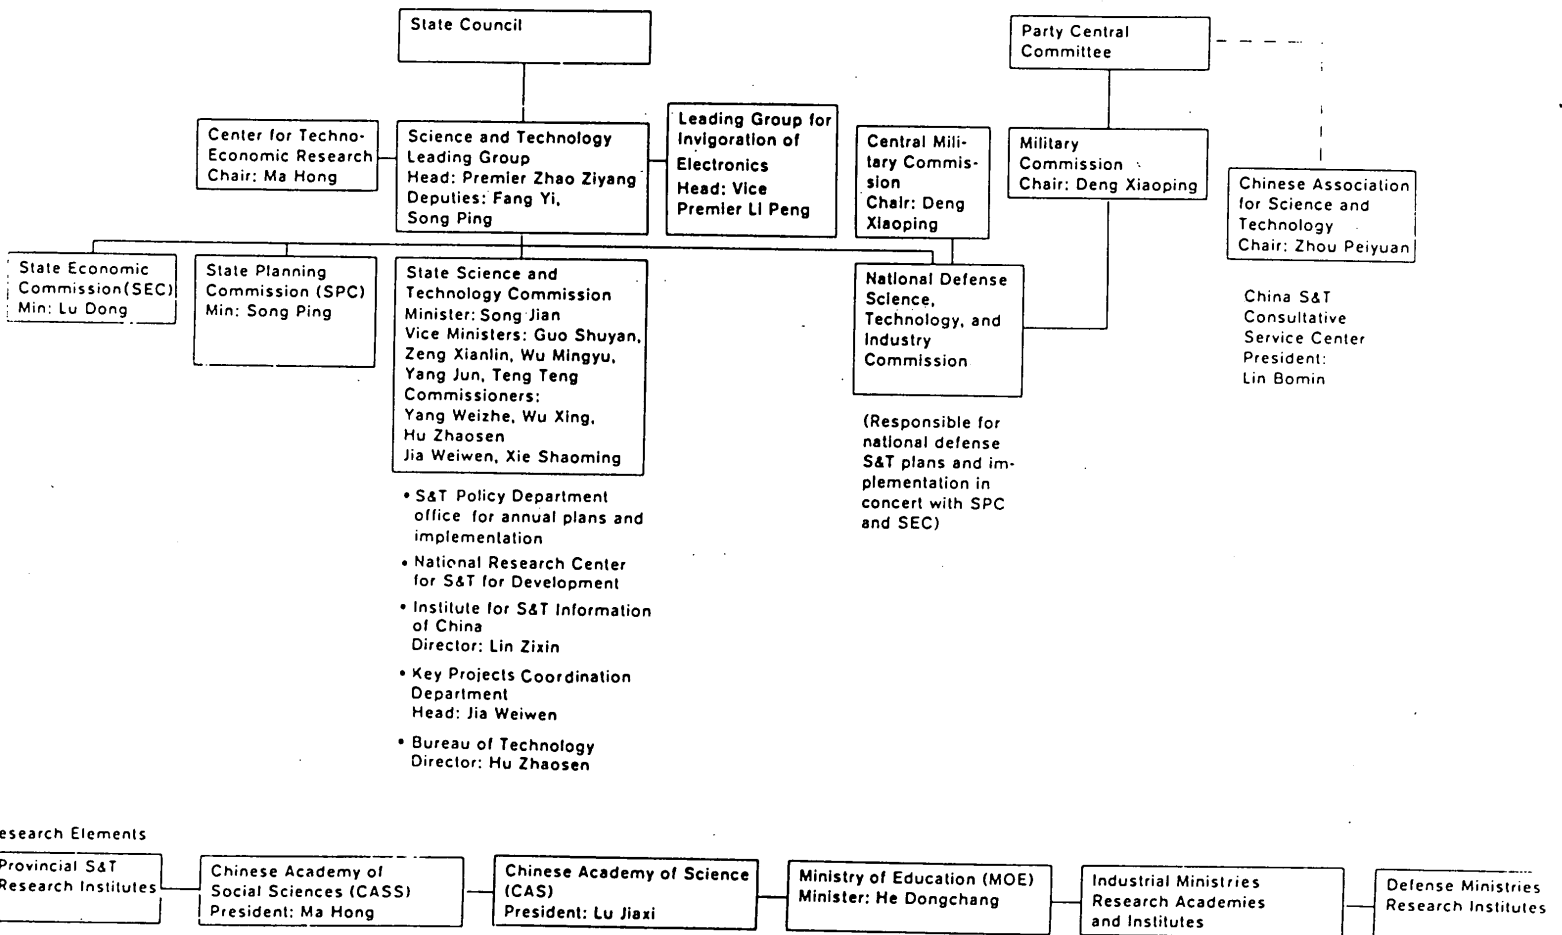 State Council
Party Central
Committee
Center for Techno-
Economic Research
Chair: Ma Hong
Science and Technology
Leading Group
Head: Premier Zhao Ziyang
Deputies: Fang Yi,
Song Ping
Leading Group for
Invigoration of
Electronics
Head: Vice
Premier Li Peng
Central Mili-
tary Commis-
sion
Chair: Deng
Xiaoping
Military
Commission
Chair: Deng Xiaoping
Chinese Association
for Science and
Technology
Chair: Zhou Peiyuan
China S&T
Consultative
Service Center
President:
Lin Bomin
State Economic
Commission(SEC)
Min: Lu Dong
State Planning
Commission (SPC)
Min: Song Ping
State Science and
Technology Commission
Minister: Song Jian
Vice Ministers: Guo Shuyan,
Zeng Xianlin, Wu Mingyu,
Yang Jun, Teng Teng
Commissioners:
Yang Weizhe, Wu Xing,
Hu Zhaosen
Jia Weiwen, Xie Shaoming
• S&T Policy Department
office for annual plans and
implementation
• National Research Center
for S&T for Development
• Institute for S&T Information
of China
Director: Lin Zixin
• Key Projects Coordination
Department
Head: Jia Weiwen
• Bureau of Technology
Director: Hu Zhaosen
National Defense
Science,
Technology, and
Industry
Commission
(Responsible for
national defense
S&T plans and im-
plementation in
concert with SPC
and SEC)
esearch Elements
Provincial S&T
Research Institutes
Chinese Academy of
Social Sciences (CASS)
President: Ma Hong
Chinese Academy of Science
(CAS)
President: Lu Jiaxi
Ministry of Education (MOE)
Minister: He Dongchang
Industrial Ministries
Research Academies
and Institutes
Defense Ministries
Research Institutes